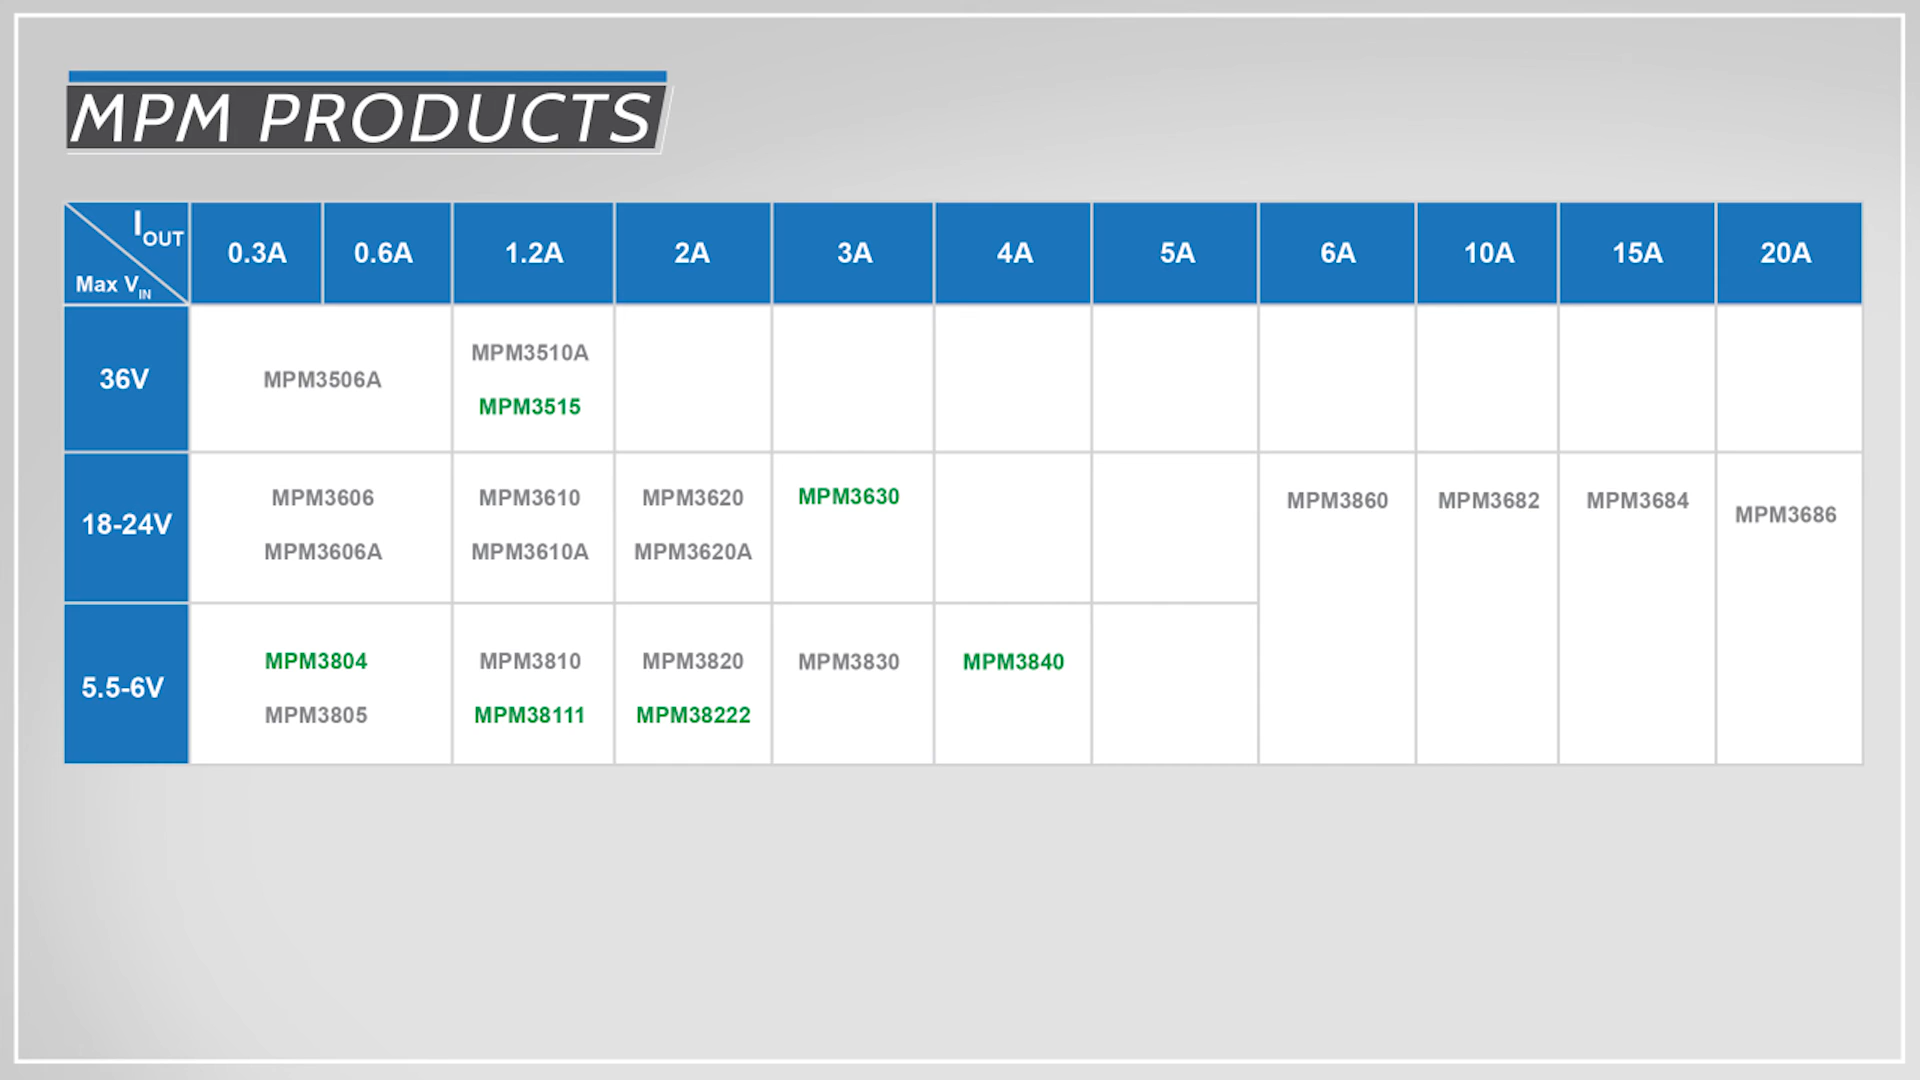 MPM PRODUCTS
IOUT
Max VIN
0.3A 0.6A 1.2A 2A 3A 4A 5A 6A 10A 15A 20A
36V
MPM3506A
MPM3510A
MPM3515
18-24V
MPM3606
MPM3606A
MPM3610
MPM3610A
MPM3620
MPM3620A
MPM3630
MPM3860
MPM3682
MPM3684
MPM3686
5.5-6V
MPM3804
MPM3805
MPM3810
MPM38111
MPM3820
MPM38222
MPM3830
MPM3840